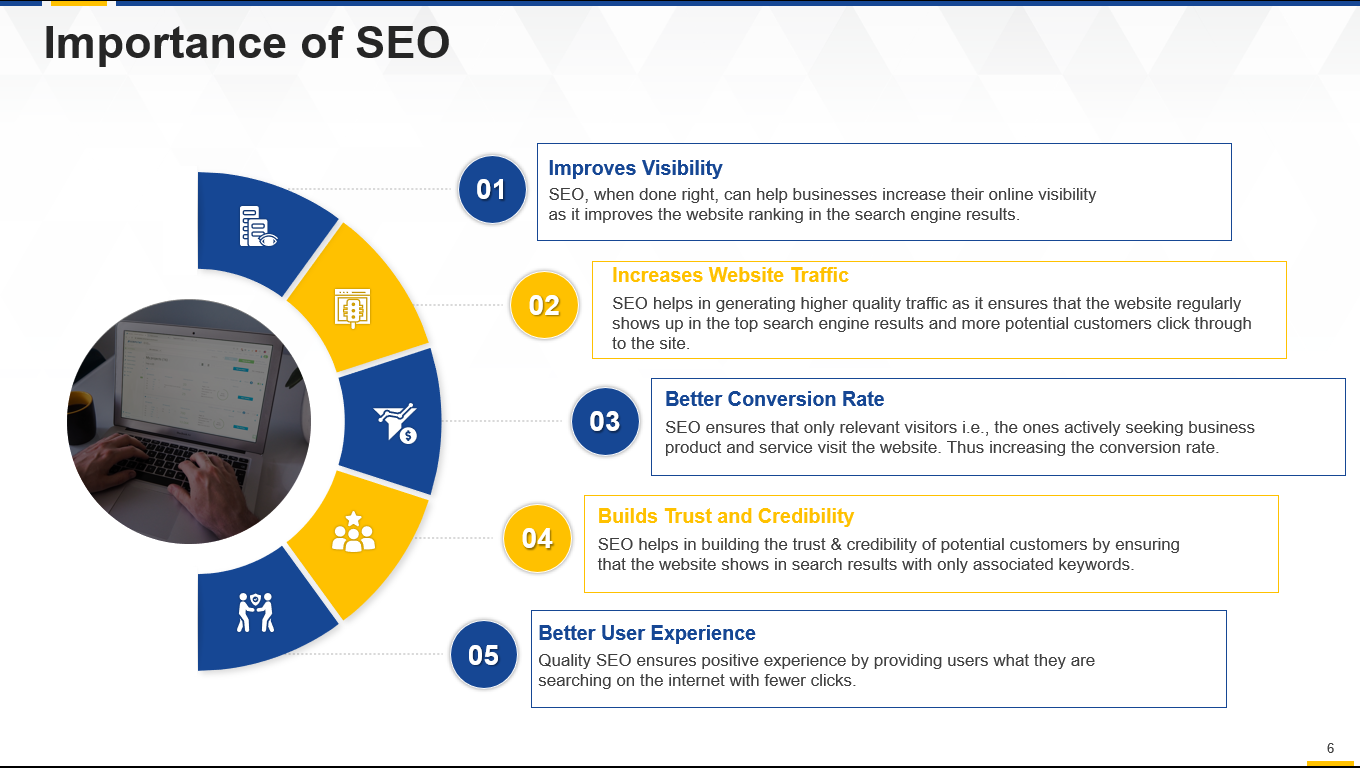 Importance of SEO
01
Improves Visibility
SEO, when done right, can help businesses increase their online visibility
as it improves the website ranking in the search engine results.
02
Increases Website Traffic
SEO helps in generating higher quality traffic as it ensures that the website regularly
shows up in the top search engine results and more potential customers click through
to the site.
03
Better Conversion Rate
SEO ensures that only relevant visitors i.e., the ones actively seeking business
product and service visit the website. Thus increasing the conversion rate.
04
Builds Trust and Credibility
SEO helps in building the trust & credibility of potential customers by ensuring
that the website shows in search results with only associated keywords.
05
Better User Experience
Quality SEO ensures positive experience by providing users what they are
searching on the internet with fewer clicks.
6